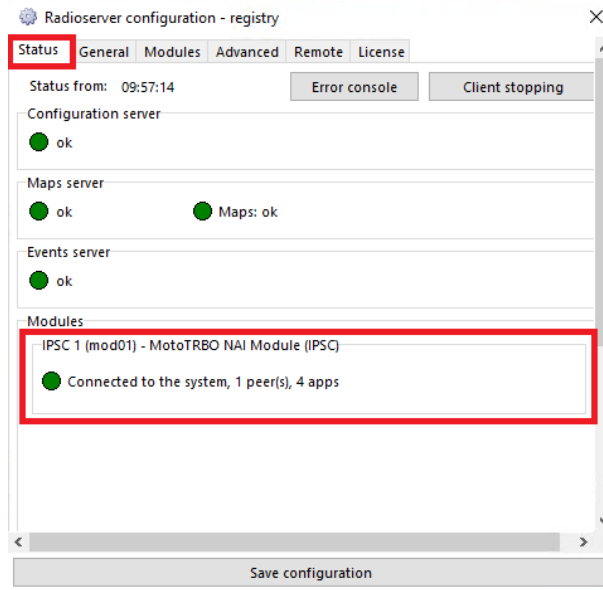 Radioserver configuration - registry
Status General Modules Advanced Remote License
Status from: 09:57:14 Error console Client stopping
Configuration server
ok
Maps server
ok Maps: ok
Events server
ok
Modules
IPSC 1 (mod01) - MotoTRBO NAI Module (IPSC)
Connected to the system, 1 peer(s), 4 apps
Save configuration